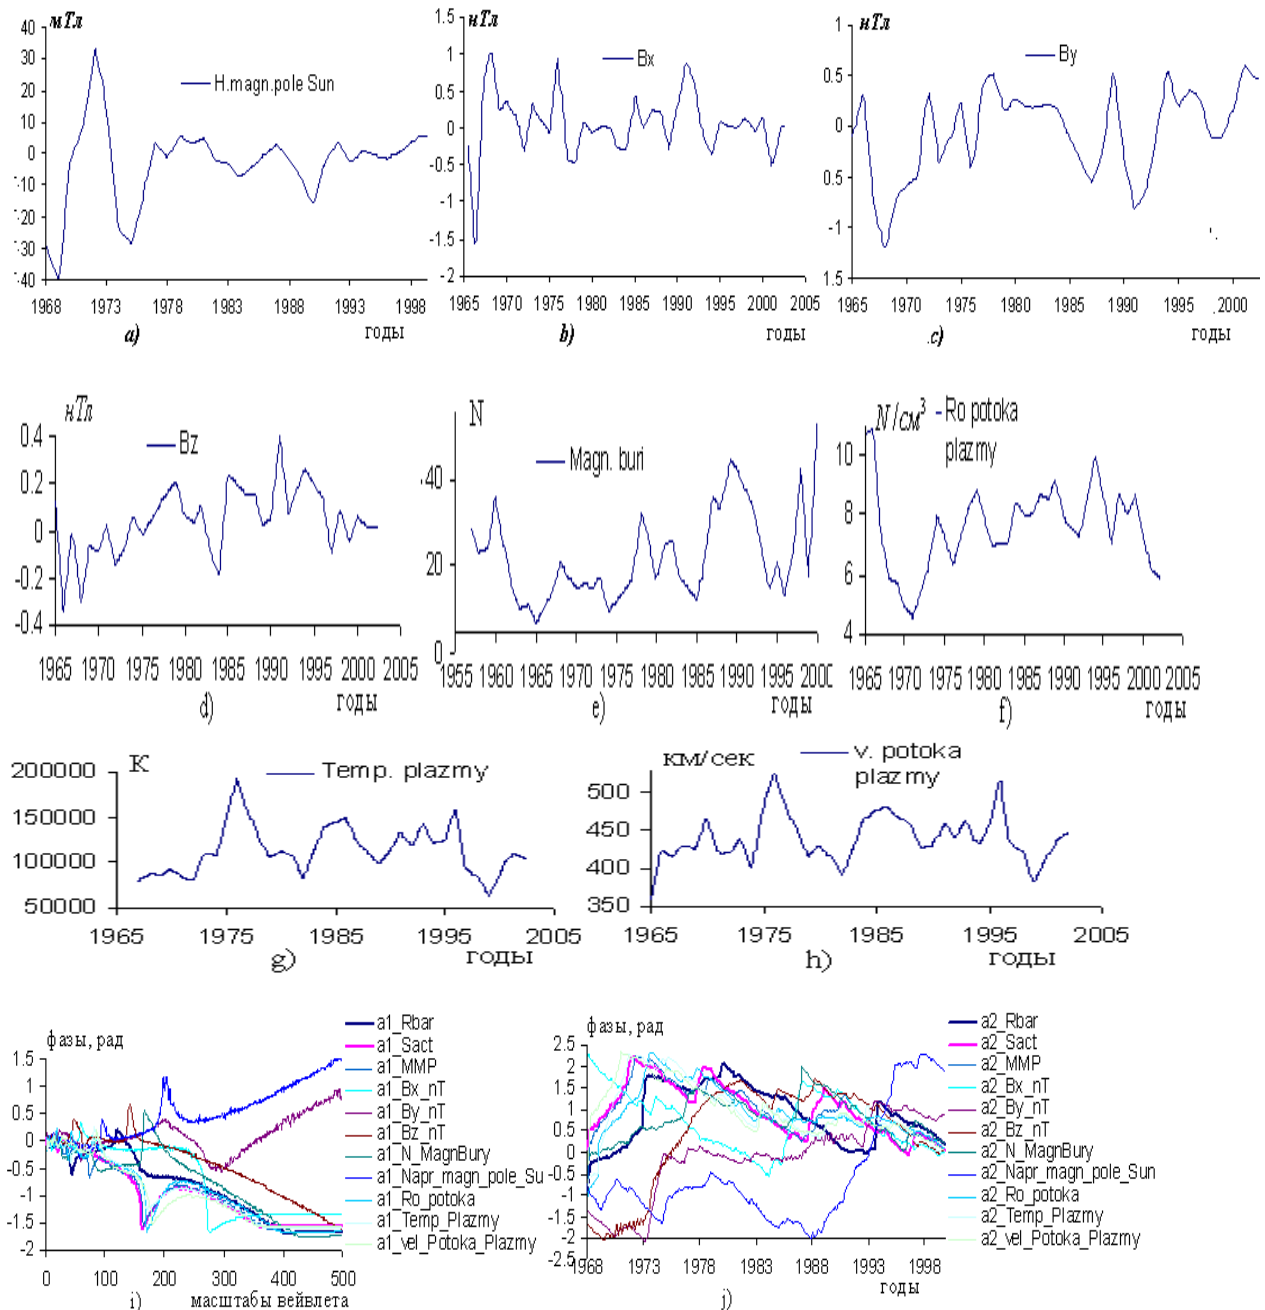 мТл
40
30
20
10
0
-10
-20
-30
-40
H.magn.pole Sun
1968 1973 1978 1983 1988 1993 1998
a)
годы
нТл
1.5
1
0.5
0
-0.5
-1
-1.5
-2
Bx
1965 1970 1975 1980 1985 1990 1995 2000 2005
b)
годы
нТл
1
0.5
0
0.5
-1
1.5
By
1965 1970 1975 1980 1985 1990 1995 2000
.c)
годы
нТл
0.4
0.2
0
-0.2
-0.4
Bz
1965 1970 1975 1980 1985 1990 1995 2000 2005
d)
годы
N
40
20
0
Magn. buri
1955 1960 1965 1970 1975 1980 1985 1990 1995 2000
e)
годы
N/см³
10
8
6
4
Ro potoka
plazmy
1965 1970 1975 1980 1985 1990 1995 2000 2005
f)
годы
K
200000
150000
100000
50000
Temp. plazmy
1965 1975 1985 1995 2005
g)
годы
км/сек
500
450
400
350
v. potoka
plazmy
1965 1975 1985 1995 2005
h)
годы
фазы, рад
1.5
1
0.5
0
-0.5
-1
-1.5
-2
0 100 200 300 400 500
i)
масштабы вейвлета
a1_Rbar
a1_Sact
a1_MMP
a1_Bx_nT
a1_By_nT
a1_Bz_nT
a1_N_MagnBury
a1_Napr_magn_pole_Su
a1_Ro_potoka
a1_Temp_Plazmy
a1_vel_Potoka_Plazmy
фазы, рад
2.5
2
1.5
1
0.5
0
-0.5
-1
-1.5
-2
-2.5
1968 1973 1978 1983 1988 1993 1998
j)
годы
a2_Rbar
a2_Sact
a2_MMP
a2_Bx_nT
a2_By_nT
a2_Bz_nT
a2_N_MagnBury
a2_Napr_magn_pole_Sun
a2_Ro_potoka
a2_Temp_Plazmy
a2_vel_Potoka_Plazmy